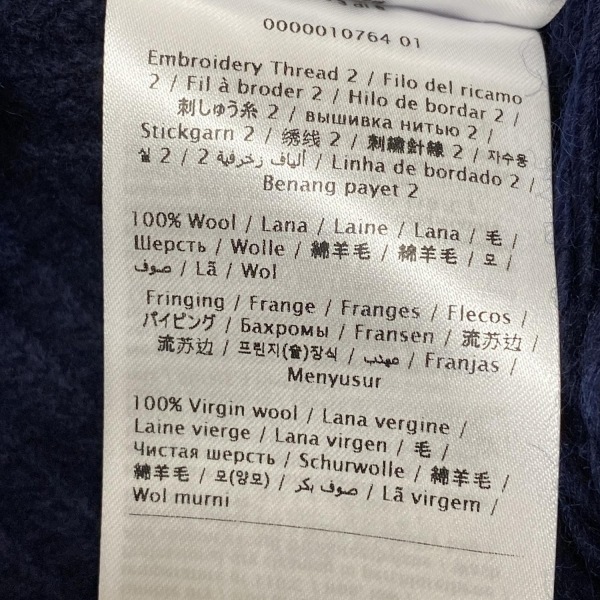 0000010764 01
Embroidery Thread 2 / Filo del ricamo
2 / Fil à broder 2 / Hilo de bordar 2 /
刺しゅう糸 2 / вышивка нитью 2 /
Stickgarn 2 / 绣线 2 / 刺繡針線 2 / 자수용
실 2 / ألياف زخرفية 2 / Linha de bordado 2 /
Benang payet 2
100% Wool / Lana / Laine / Lana / 毛 /
Шерсть / Wolle / 綿羊毛 / 綿羊毛 / 모 /
صوف / Lã / Wol
Fringing / Frange / Franges / Flecos /
パイピング / Бахромы / Fransen / 流苏边 /
流苏边 / 프린지(술)장식 / مهدب / Franjas /
Menyusur
100% Virgin wool / Lana vergine /
Laine vierge / Lana virgen / 毛 /
Чистая шерсть / Schurwolle / 綿羊毛 /
綿羊毛 / 모(양모) / صوف بكر / Lã virgem /
Wol murni